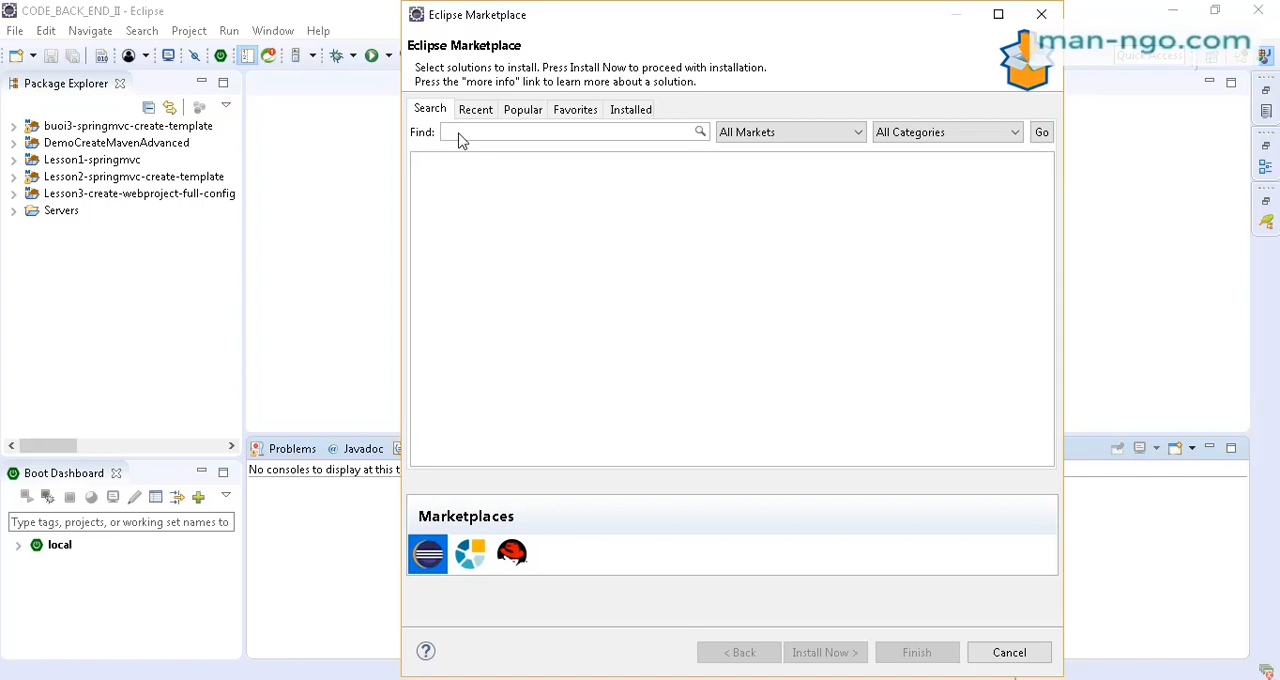 CODE_BACK_END_II - Eclipse
File Edit Navigate Search Project Run Window Help
Package Explorer
buoi3-springmvc-create-template
DemoCreateMavenAdvanced
Lesson1-springmvc
Lesson2-springmvc-create-template
Lesson3-create-webproject-full-config
Servers
Boot Dashboard
Type tags, projects, or working set names to
local
Problems @ Javadoc
No consoles to display at this t
Quick Access
man-ngo.com
Eclipse Marketplace
Eclipse Marketplace
Select solutions to install. Press Install Now to proceed with installation.
Press the "more info" link to learn more about a solution.
Search Recent Popular Favorites Installed
Find: All Markets All Categories Go
Marketplaces
< Back Install Now > Finish Cancel